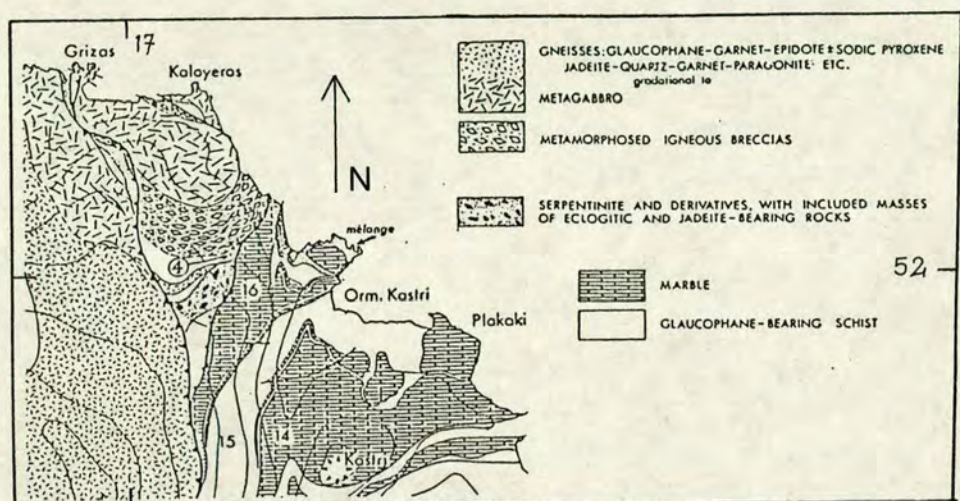 17
Grizas
Kaloyeros
N
mélange
④
16
Orm. Kastri
Plakaki
15
14
Kastri
GNEISSES: GLAUCOPHANE-GARNET-EPIDOTE ± SODIC PYROXENE
JADEITE-QUARTZ-GARNET-PARAGONITE ETC.
gradational to
METAGABBRO
METAMORPHOSED IGNEOUS BRECCIAS
SERPENTINITE AND DERIVATIVES, WITH INCLUDED MASSES
OF ECLOGITIC AND JADEITE-BEARING ROCKS
52
MARBLE
GLAUCOPHANE-BEARING SCHIST